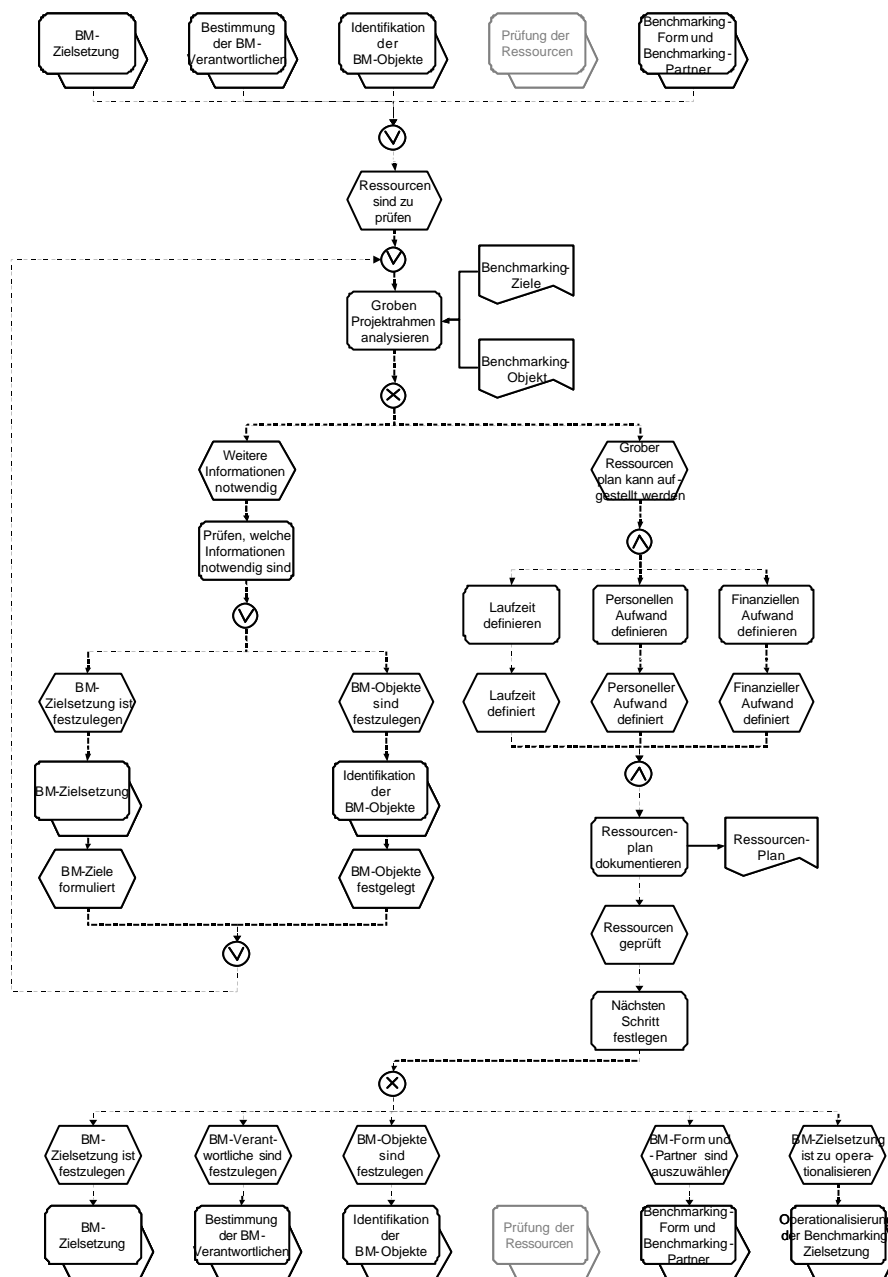 BM-
Zielsetzung
Bestimmung
der BM-
Verantwortlichen
Identifikation
der
BM-Objekte
Prüfung der
Ressourcen
Benchmarking-
Form und
Benchmarking-
Partner
Ressourcen
sind zu
prüfen
Benchmarking-
Ziele
Groben
Projektrahmen
analysieren
Benchmarking-
Objekt
Weitere
Informationen
notwendig
Grober
Ressourcen
plan kann auf-
gestellt werden
Prüfen, welche
Informationen
notwendig sind
Laufzeit
definieren
Personellen
Aufwand
definieren
Finanziellen
Aufwand
definieren
BM-
Zielsetzung ist
festzulegen
BM-Objekte
sind
festzulegen
Laufzeit
definiert
Personeller
Aufwand
definiert
Finanzieller
Aufwand
definiert
BM-Zielsetzung
Identifikation
der
BM-Objekte
Ressourcen-
plan
dokumentieren
Ressourcen-
Plan
BM-Ziele
formuliert
BM-Objekte
festgelegt
Ressourcen
geprüft
Nächsten
Schritt
festlegen
BM-
Zielsetzung ist
festzulegen
BM-Verant-
wortliche sind
festzulegen
BM-Objekte
sind
festzulegen
BM-Form und
-Partner sind
auszuwählen
BM-Zielsetzung
ist zu opera-
tionalisieren
BM-
Zielsetzung
Bestimmung
der BM-
Verantwortlichen
Identifikation
der
BM-Objekte
Prüfung der
Ressourcen
Benchmarking-
Form und
Benchmarking-
Partner
Operationalisierung
der Benchmarking
Zielsetzung